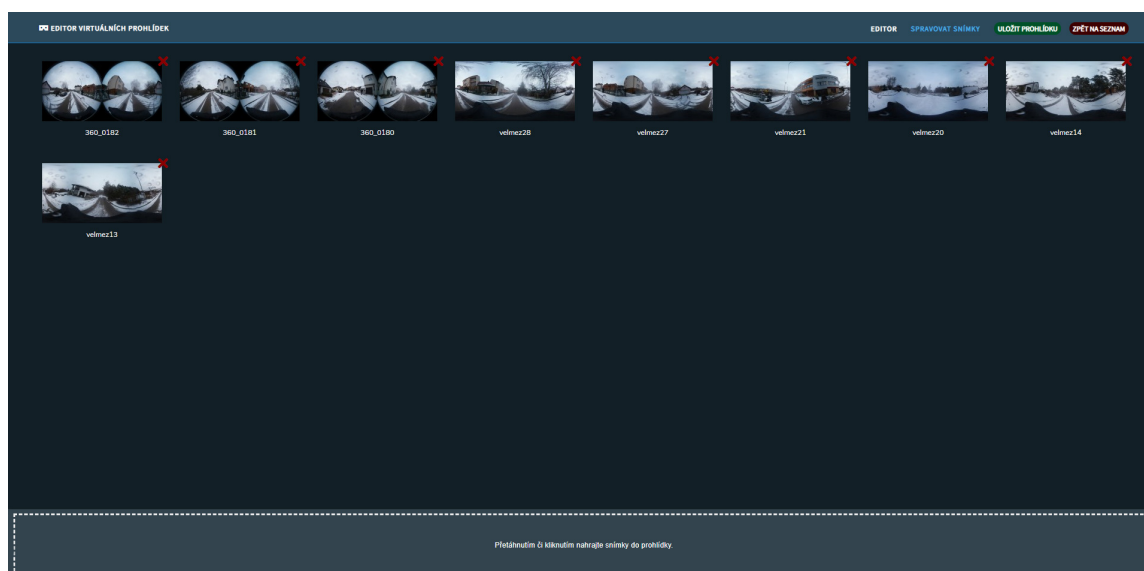 EDITOR VIRTUÁLNÍCH PROHLÍDEK
EDITOR SPRAVOVAT SNÍMKY ULOŽIT PROHLÍDKU ZPĚT NA SEZNAM
360_0182 360_0181 360_0180 velmez28 velmez27 velmez21 velmez20 velmez14
velmez13
Přetáhnutím či kliknutím nahrajte snímky do prohlídky.